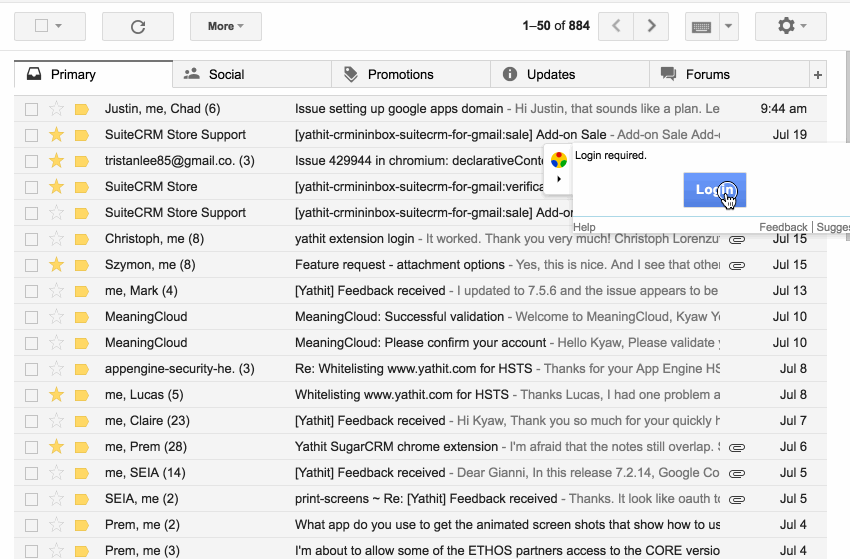 More
1–50 of 884
Primary
Social
Promotions
Updates
Forums
+
Justin, me, Chad (6) Issue setting up google apps domain - Hi Justin, that sounds like a plan. Le 9:44 am
SuiteCRM Store Support [yathit-crmininbox-suitecrm-for-gmail:sale] Add-on Sale - Add-on Sale Add- Jul 19
tristanlee85@gmail.co. (3) Issue 429944 in chromium: declarativeConte
Login required.
SuiteCRM Store [yathit-crmininbox-suitecrm-for-gmail:verifica
Login
SuiteCRM Store Support [yathit-crmininbox-suitecrm-for-gmail:sale] Add-o
Help Feedback | Sugges
Christoph, me (8) yathit extension login - It worked. Thank you very much! Christoph Lorenzu Jul 15
Szymon, me (8) Feature request - attachment options - Yes, this is nice. And I see that other Jul 15
me, Mark (4) [Yathit] Feedback received - I updated to 7.5.6 and the issue appears to be Jul 13
MeaningCloud MeaningCloud: Successful validation - Welcome to MeaningCloud, Kyaw Jul 10
MeaningCloud MeaningCloud: Please confirm your account - Hello Kyaw, Please validate Jul 10
appengine-security-he. (3) Re: Whitelisting www.yathit.com for HSTS - Thanks for your App Engine HS Jul 8
me, Lucas (5) Whitelisting www.yathit.com for HSTS - Thanks Lucas, I had one problem a Jul 8
me, Claire (23) [Yathit] Feedback received - Hi Kyaw, Thank you so much for your quickly h Jul 7
me, Prem (28) Yathit SugarCRM chrome extension - I'm afraid that the notes still overlap. Jul 6
me, SEIA (14) [Yathit] Feedback received - Dear Gianni, In this release 7.2.14, Google Co Jul 5
SEIA, me (2) print-screens ~ Re: [Yathit] Feedback received - Thanks. It look like oauth to Jul 5
Prem, me (2) What app do you use to get the animated screen shots that show how to us Jul 4
Prem, me (3) I'm about to allow some of the ETHOS partners access to the CORE versio Jul 4